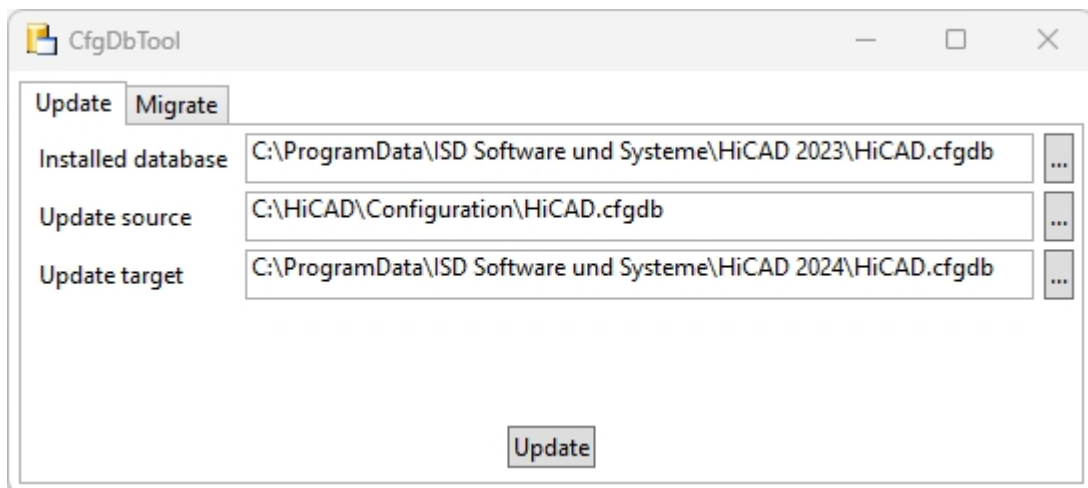 CfgDbTool
Update Migrate
Installed database C:\ProgramData\ISD Software und Systeme\HiCAD 2023\HiCAD.cfgdb ...
Update source C:\HiCAD\Configuration\HiCAD.cfgdb ...
Update target C:\ProgramData\ISD Software und Systeme\HiCAD 2024\HiCAD.cfgdb ...
Update